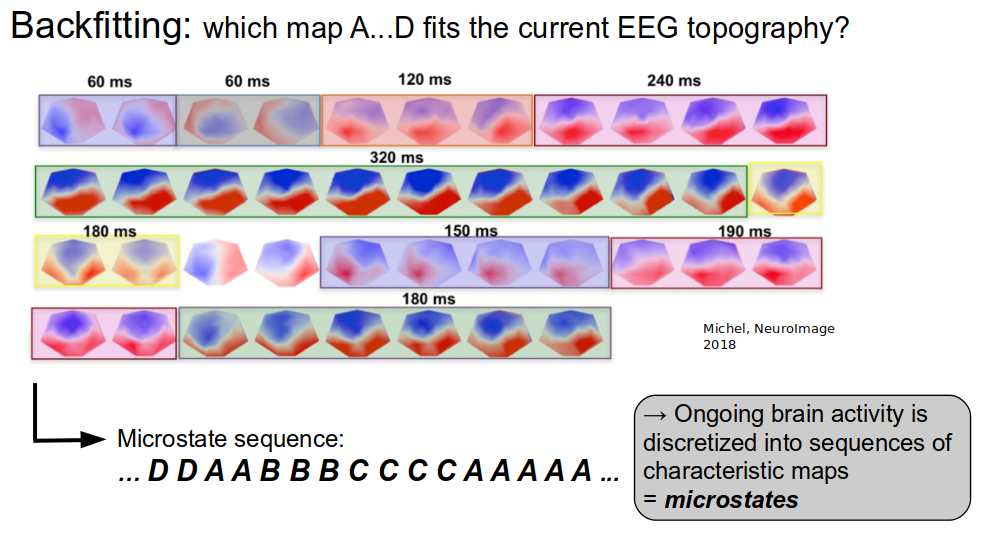 Backfitting: which map A...D fits the current EEG topography?
60 ms 60 ms 120 ms 240 ms
320 ms
180 ms 150 ms 190 ms
180 ms
Michel, NeuroImage
2018
Microstate sequence:
... D D A A B B B C C C C A A A A A ...
→ Ongoing brain activity is
discretized into sequences of
characteristic maps
= microstates